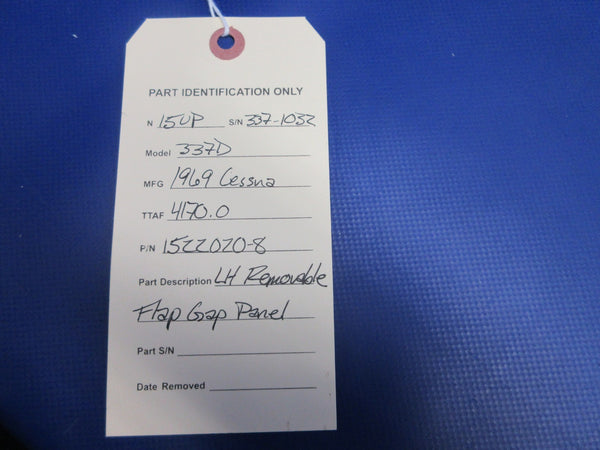 PART IDENTIFICATION ONLY
N 15UP S/N 337-1032
Model 337D
MFG 1969 Cessna
TTAF 4170.0
P/N 1522020-8
Part Description LH Removable
Flap Gap Panel
Part S/N
Date Removed